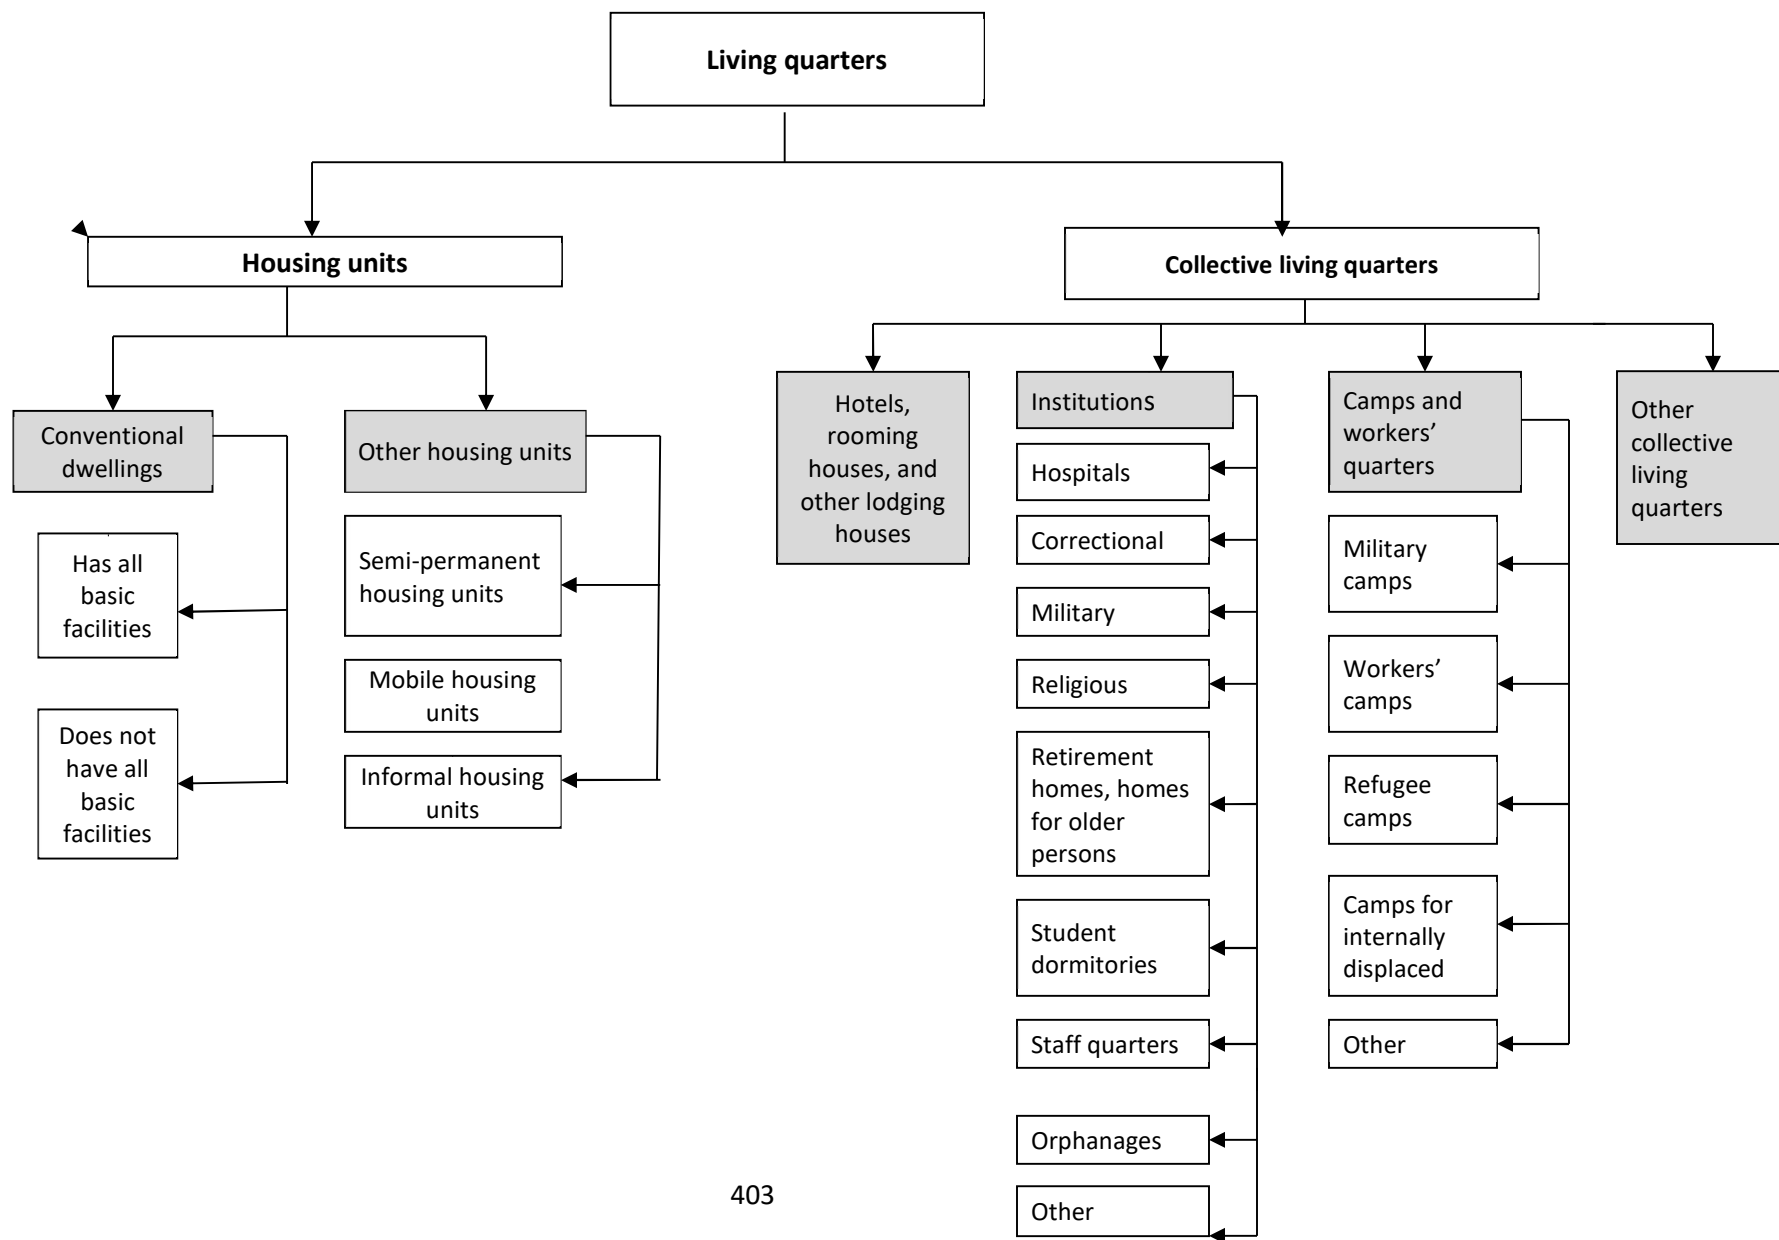 Living quarters
Housing units
Collective living quarters
Conventional
dwellings
Has all
basic
facilities
Does not
have all
basic
facilities
Other housing units
Semi-permanent
housing units
Mobile housing
units
Informal housing
units
Hotels,
rooming
houses, and
other lodging
houses
Institutions
Hospitals
Correctional
Military
Religious
Retirement
homes, homes
for older
persons
Student
dormitories
Staff quarters
Orphanages
Other
Camps and
workers’
quarters
Military
camps
Workers’
camps
Refugee
camps
Camps for
internally
displaced
Other
Other
collective
living
quarters
403